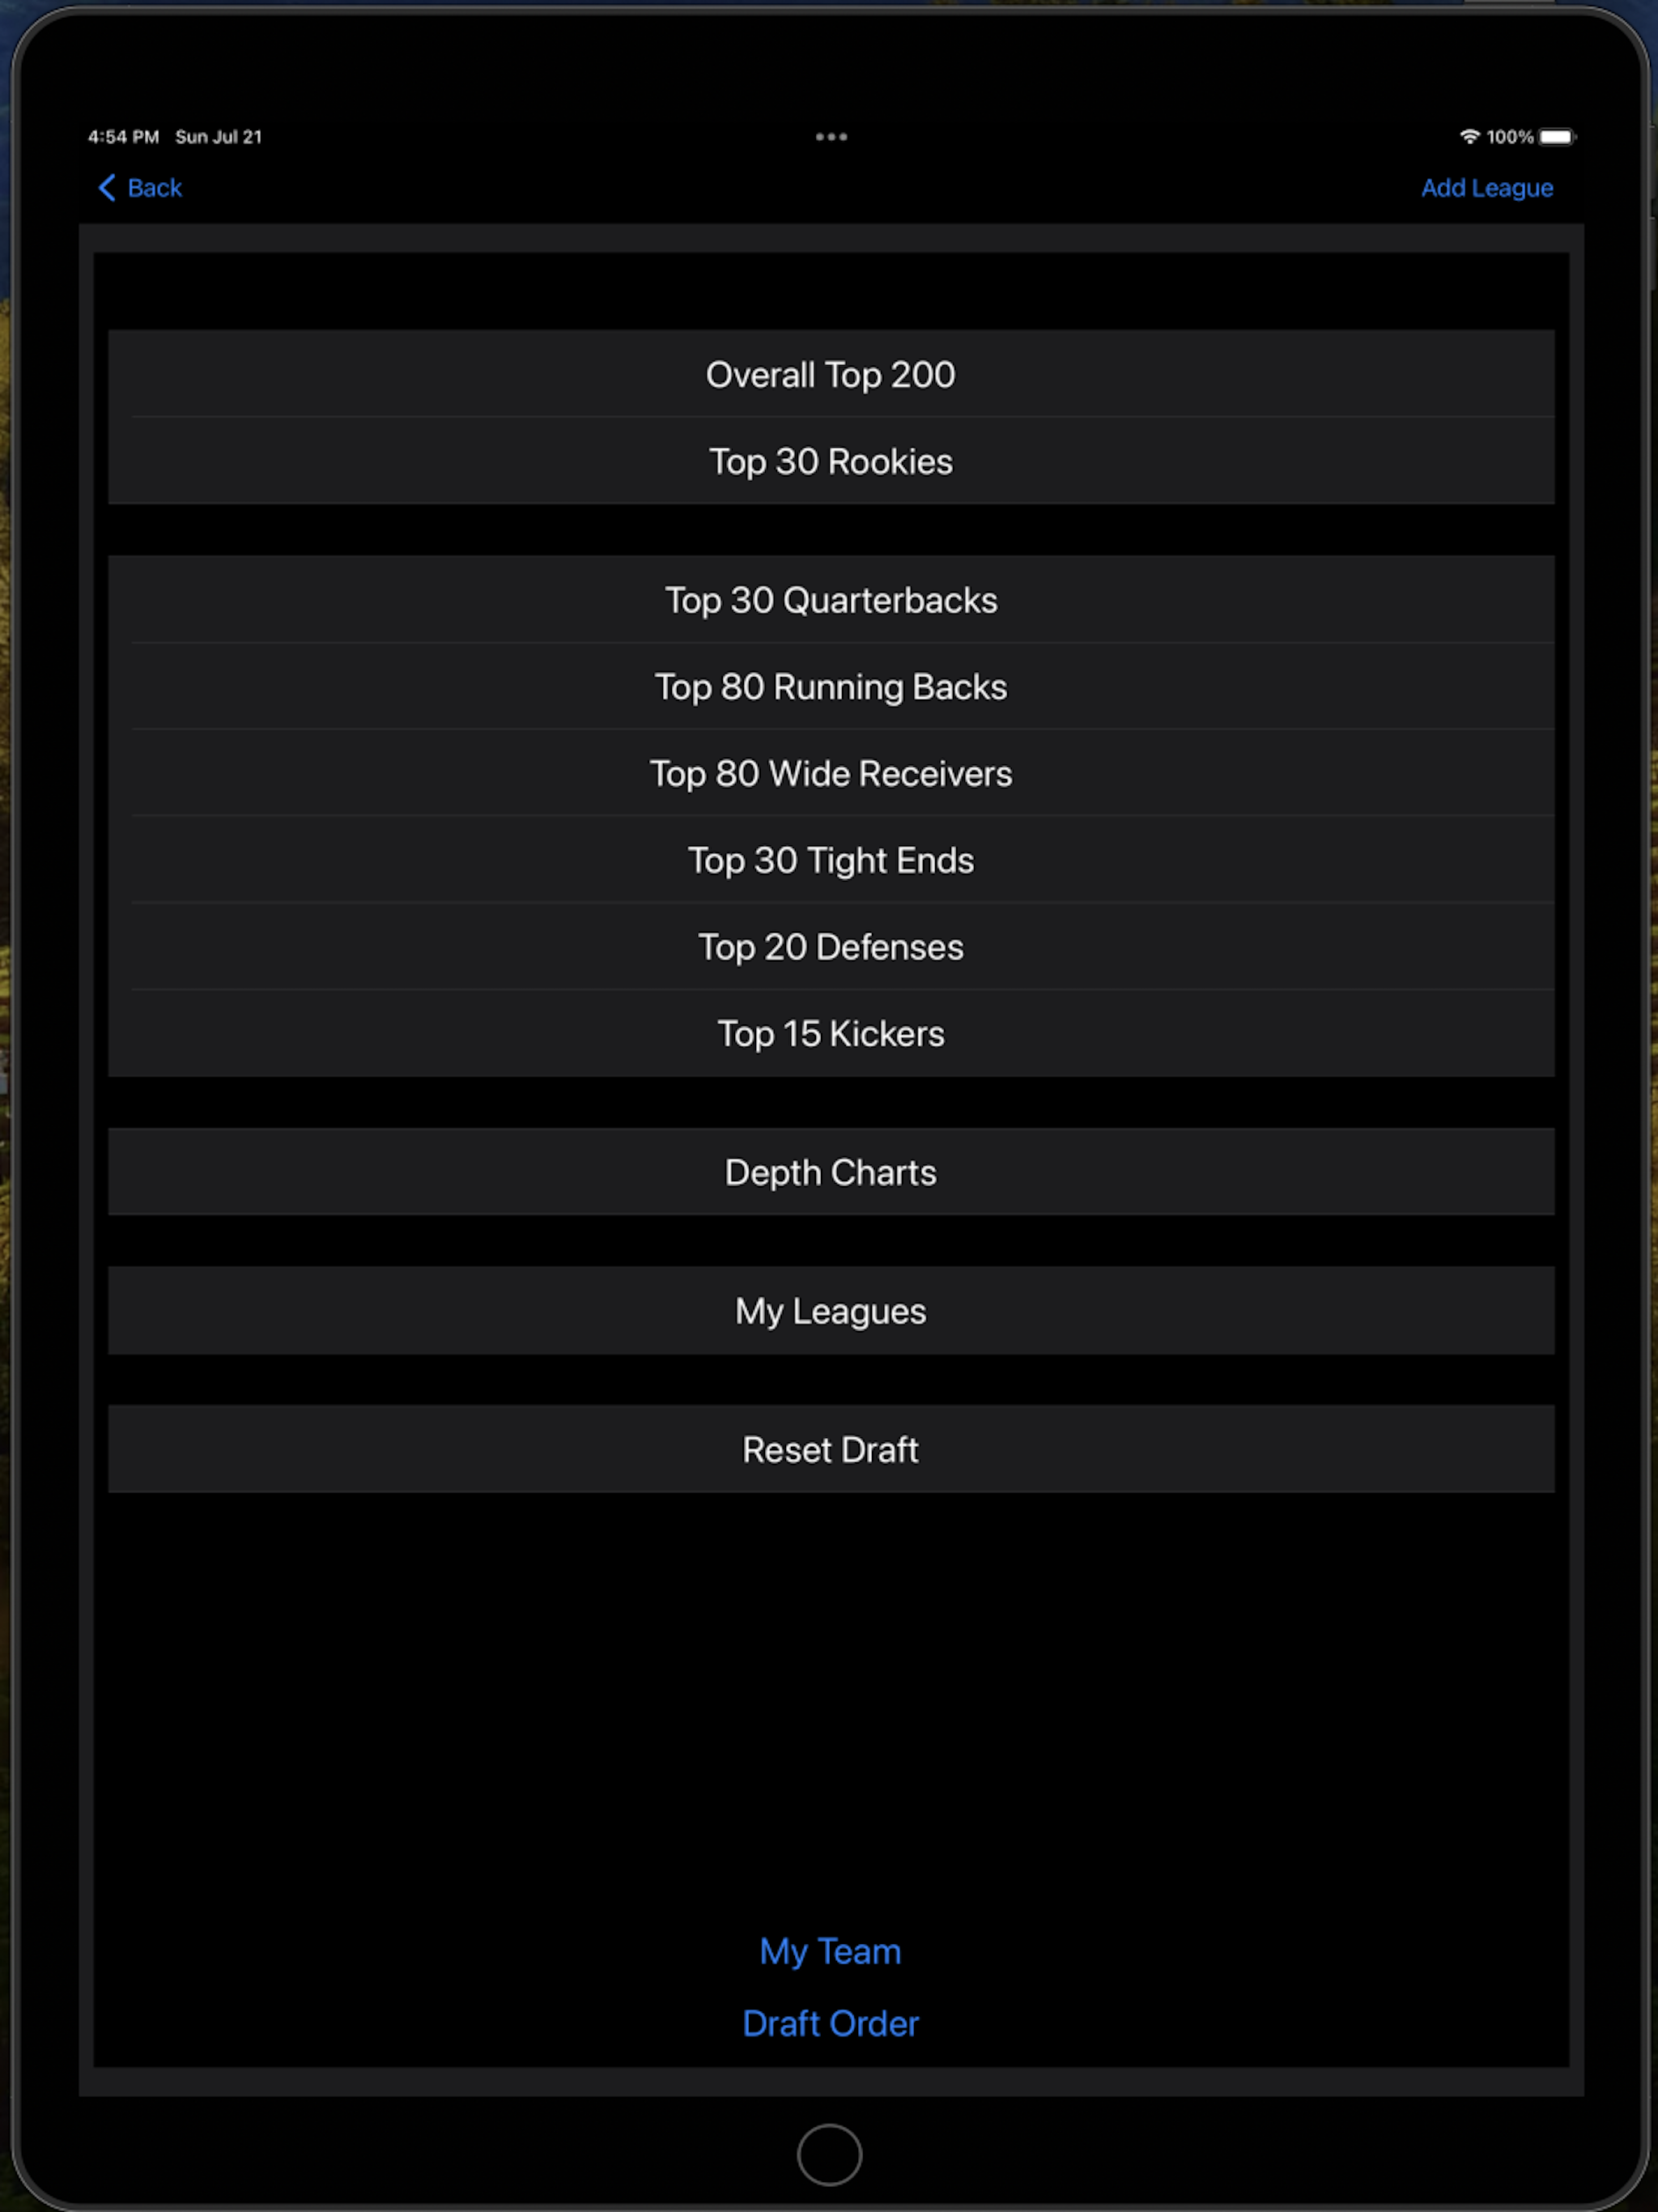 4:54 PM Sun Jul 21
100%
Back
Add League
Overall Top 200
Top 30 Rookies
Top 30 Quarterbacks
Top 80 Running Backs
Top 80 Wide Receivers
Top 30 Tight Ends
Top 20 Defenses
Top 15 Kickers
Depth Charts
My Leagues
Reset Draft
My Team
Draft Order